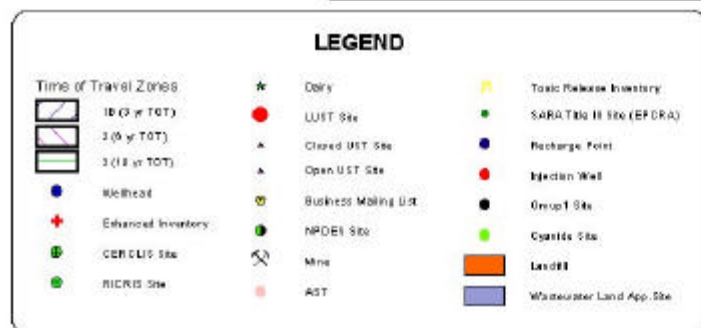 LEGEND
Time of Travel Zones
1B (3 yr TOT)
2 (6 yr TOT)
3 (10 yr TOT)
Wellhead
Enhanced Inventory
CERCLIS Site
RICRIS Site
Dairy
LUST Site
Closed UST Site
Open UST Site
Business Mailing List
NPDES Site
Mine
AST
Toxic Release Inventory
SARA Title III Site (EPCRA)
Recharge Point
Injection Well
Group1 Site
Cyanide Site
Landfill
Wastewater Land App.Site